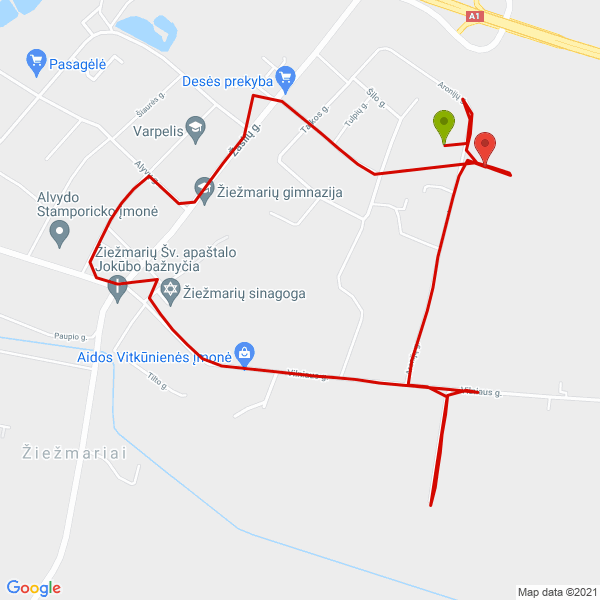 A1
Pasagėlė
Desės prekyba
Šilo g.
Aronijų
Šiaurės g.
Taikos g.
Tulpių g.
Varpelis
Žaslių g.
Alyvų g.
Žiežmarių gimnazija
Alvydo
Stamporicko įmonė
Žiežmarių Šv. apaštalo
Jokūbo bažnyčia
Žiežmarių sinagoga
Paupio g.
Aidos Vitkūnienės įmonė
Vilniaus g.
Tilto g.
Vilniaus g.
Žiežmariai
Google
Map data ©2021